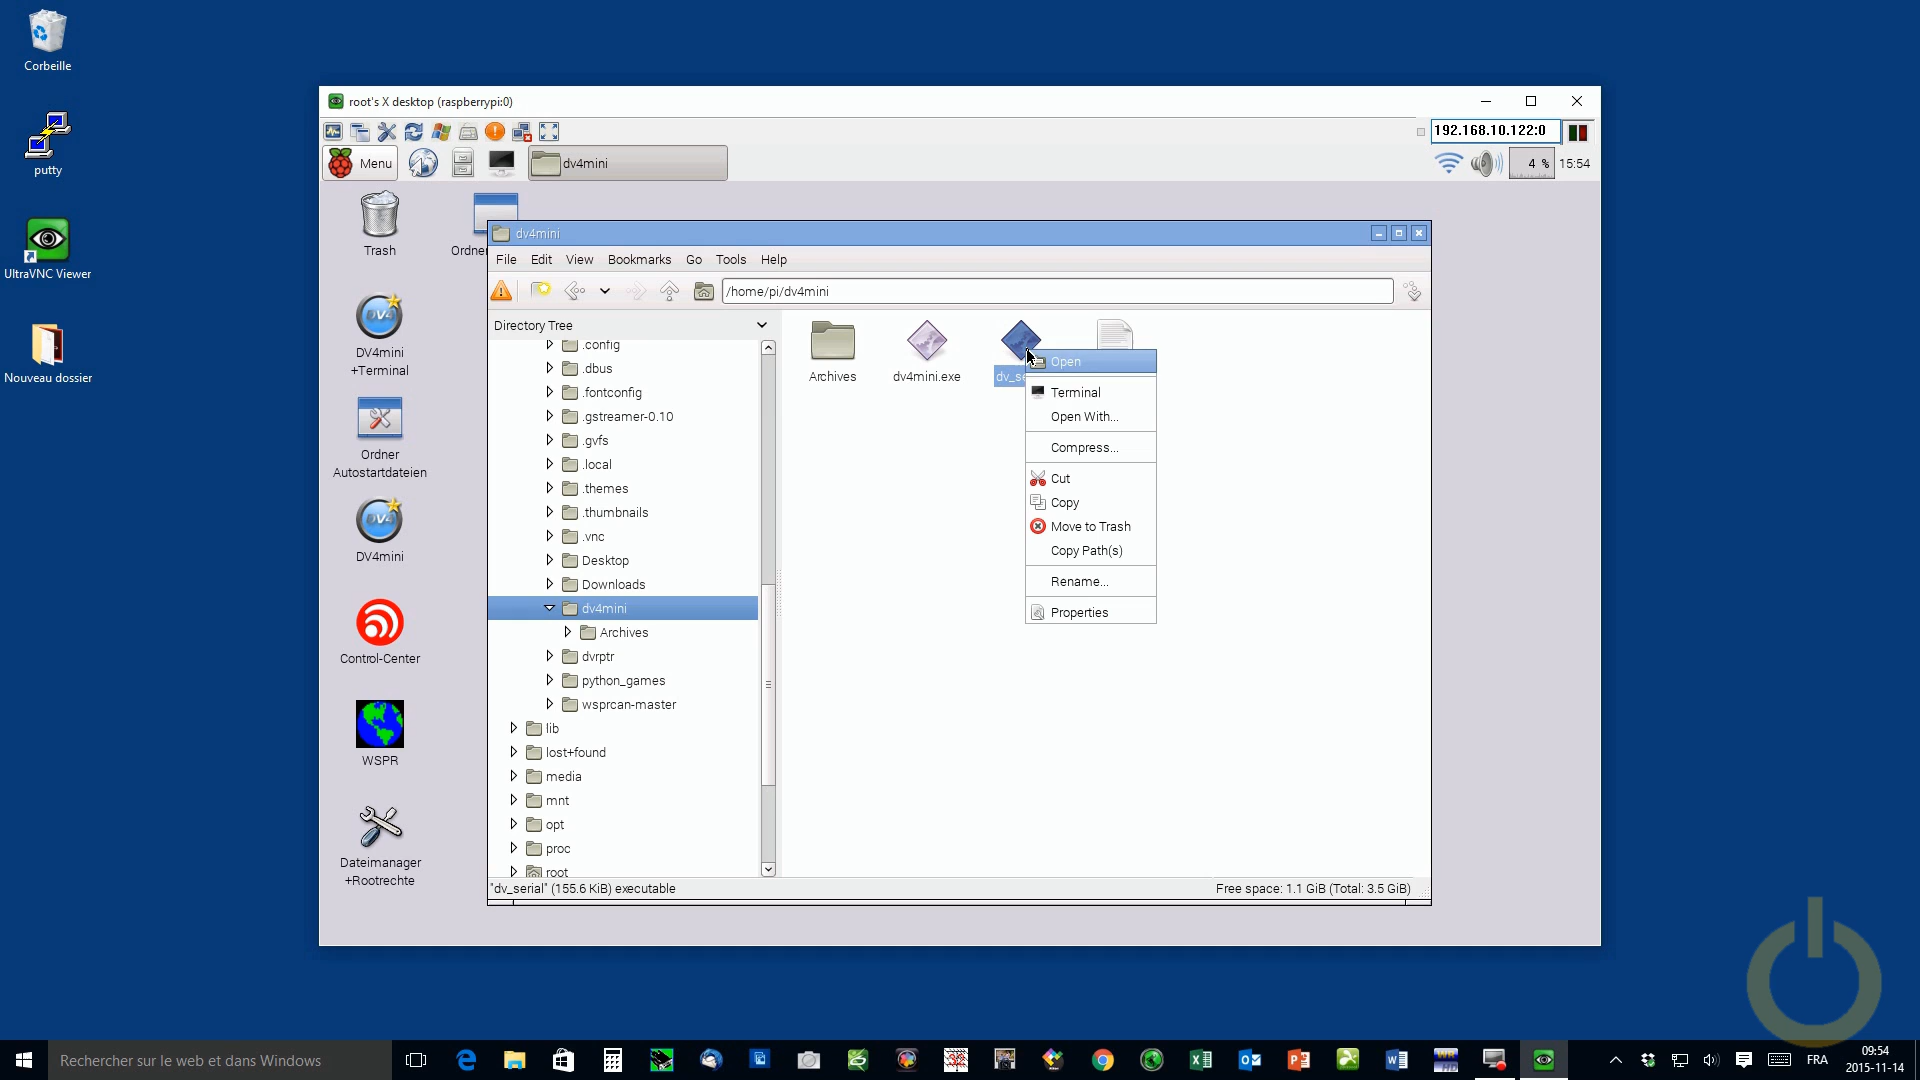 Corbeille
putty
UltraVNC Viewer
Nouveau dossier
root's X desktop (raspberrypi:0)
192.168.10.122:0
Menu
dv4mini
4 %
15:54
Trash
DV4
DV4mini
+Terminal
Ordner
Autostartdateien
DV4
DV4mini
Control-Center
WSPR
Dateimanager
+Rootrechte
dv4mini
File Edit View Bookmarks Go Tools Help
/home/pi/dv4mini
Directory Tree
.config
.dbus
.fontconfig
.gstreamer-0.10
.gvfs
.local
.themes
.thumbnails
.vnc
Desktop
Downloads
dv4mini
Archives
dvrptr
python_games
wsprcan-master
lib
lost+found
media
mnt
opt
proc
root
Archives
dv4mini.exe
Open
Terminal
Open With...
Compress...
Cut
Copy
Move to Trash
Copy Path(s)
Rename...
Properties
"dv_serial" (155.6 KiB) executable
Free space: 1.1 GiB (Total: 3.5 GiB)
Rechercher sur le web et dans Windows
FRA
09:54
2015-11-14